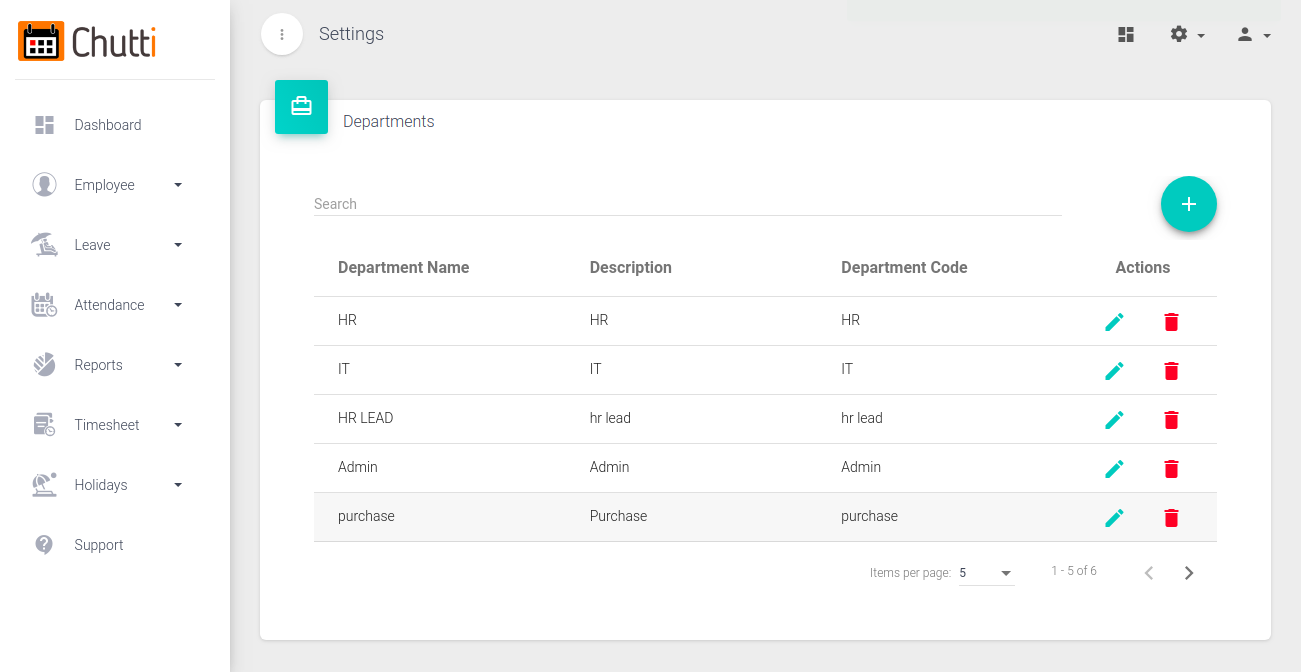 Chutti
Settings
Dashboard
Employee
Leave
Attendance
Reports
Timesheet
Holidays
Support
Departments
Search
Department Name Description Department Code Actions
HR HR HR
IT IT IT
HR LEAD hr lead hr lead
Admin Admin Admin
purchase Purchase purchase
Items per page: 5 1 - 5 of 6